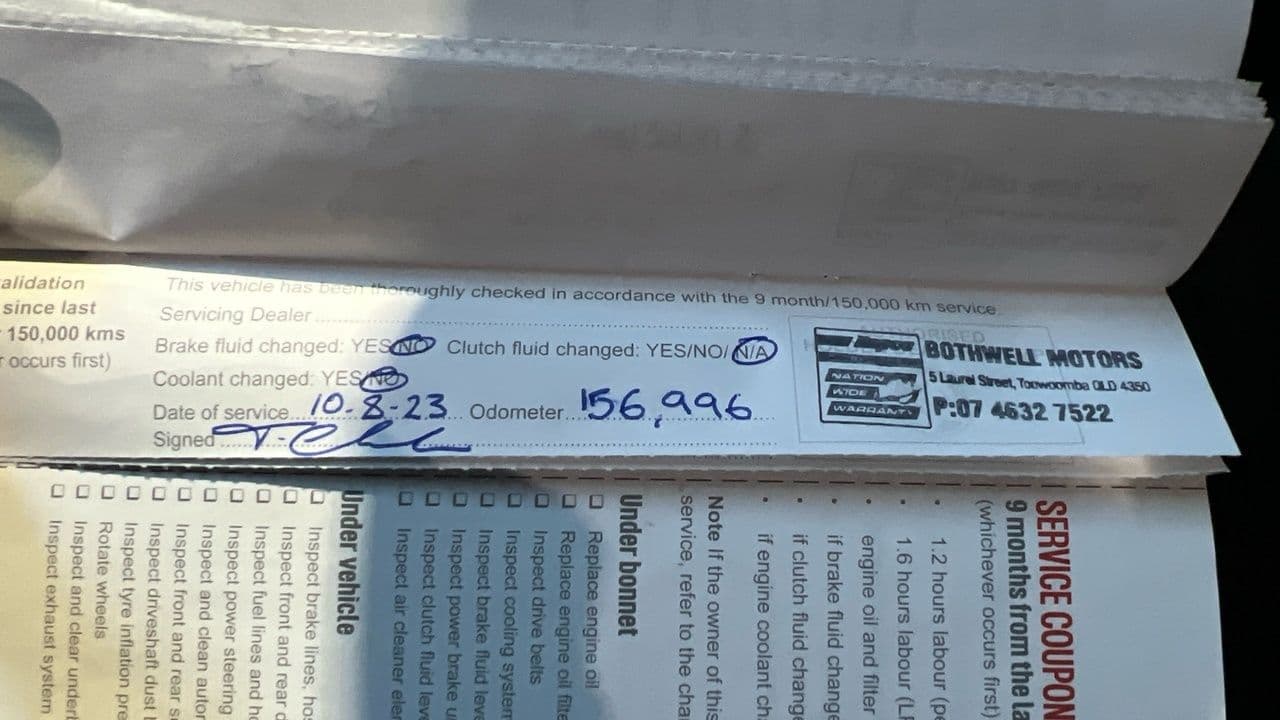 alidation
since last
150,000 kms
occurs first)
This vehicle has been thoroughly checked in accordance with the 9 month/150,000 km service
Servicing Dealer
Brake fluid changed: YES/NO Clutch fluid changed: YES/NO/N/A
Coolant changed: YES/NO
Date of service 10-8-23 Odometer 156,996
Signed
AUTHORISED
NATION
WIDE
WARRANTY
BOTHWELL MOTORS
5 Laurel Street, Toowoomba QLD 4350
P:07 4632 7522
SERVICE COUPON
9 months from the la
(whichever occurs first)
• 1.2 hours labour (pe
• 1.6 hours labour (LP
• engine oil and filter
• if brake fluid change
• if clutch fluid change
• if engine coolant ch
Note If the owner of this
service, refer to the cha
Under bonnet
Replace engine oil
Replace engine oil filte
Inspect drive belts
Inspect cooling system
Inspect brake fluid leve
Inspect power brake u
Inspect clutch fluid leve
Inspect air cleaner eler
Under vehicle
Inspect brake lines, hos
Inspect front and rear d
Inspect fuel lines and ho
Inspect power steering
Inspect and clean autor
Inspect front and rear su
Inspect driveshaft dust b
Inspect tyre inflation pre
Rotate wheels
Inspect and clear undert
Inspect exhaust system